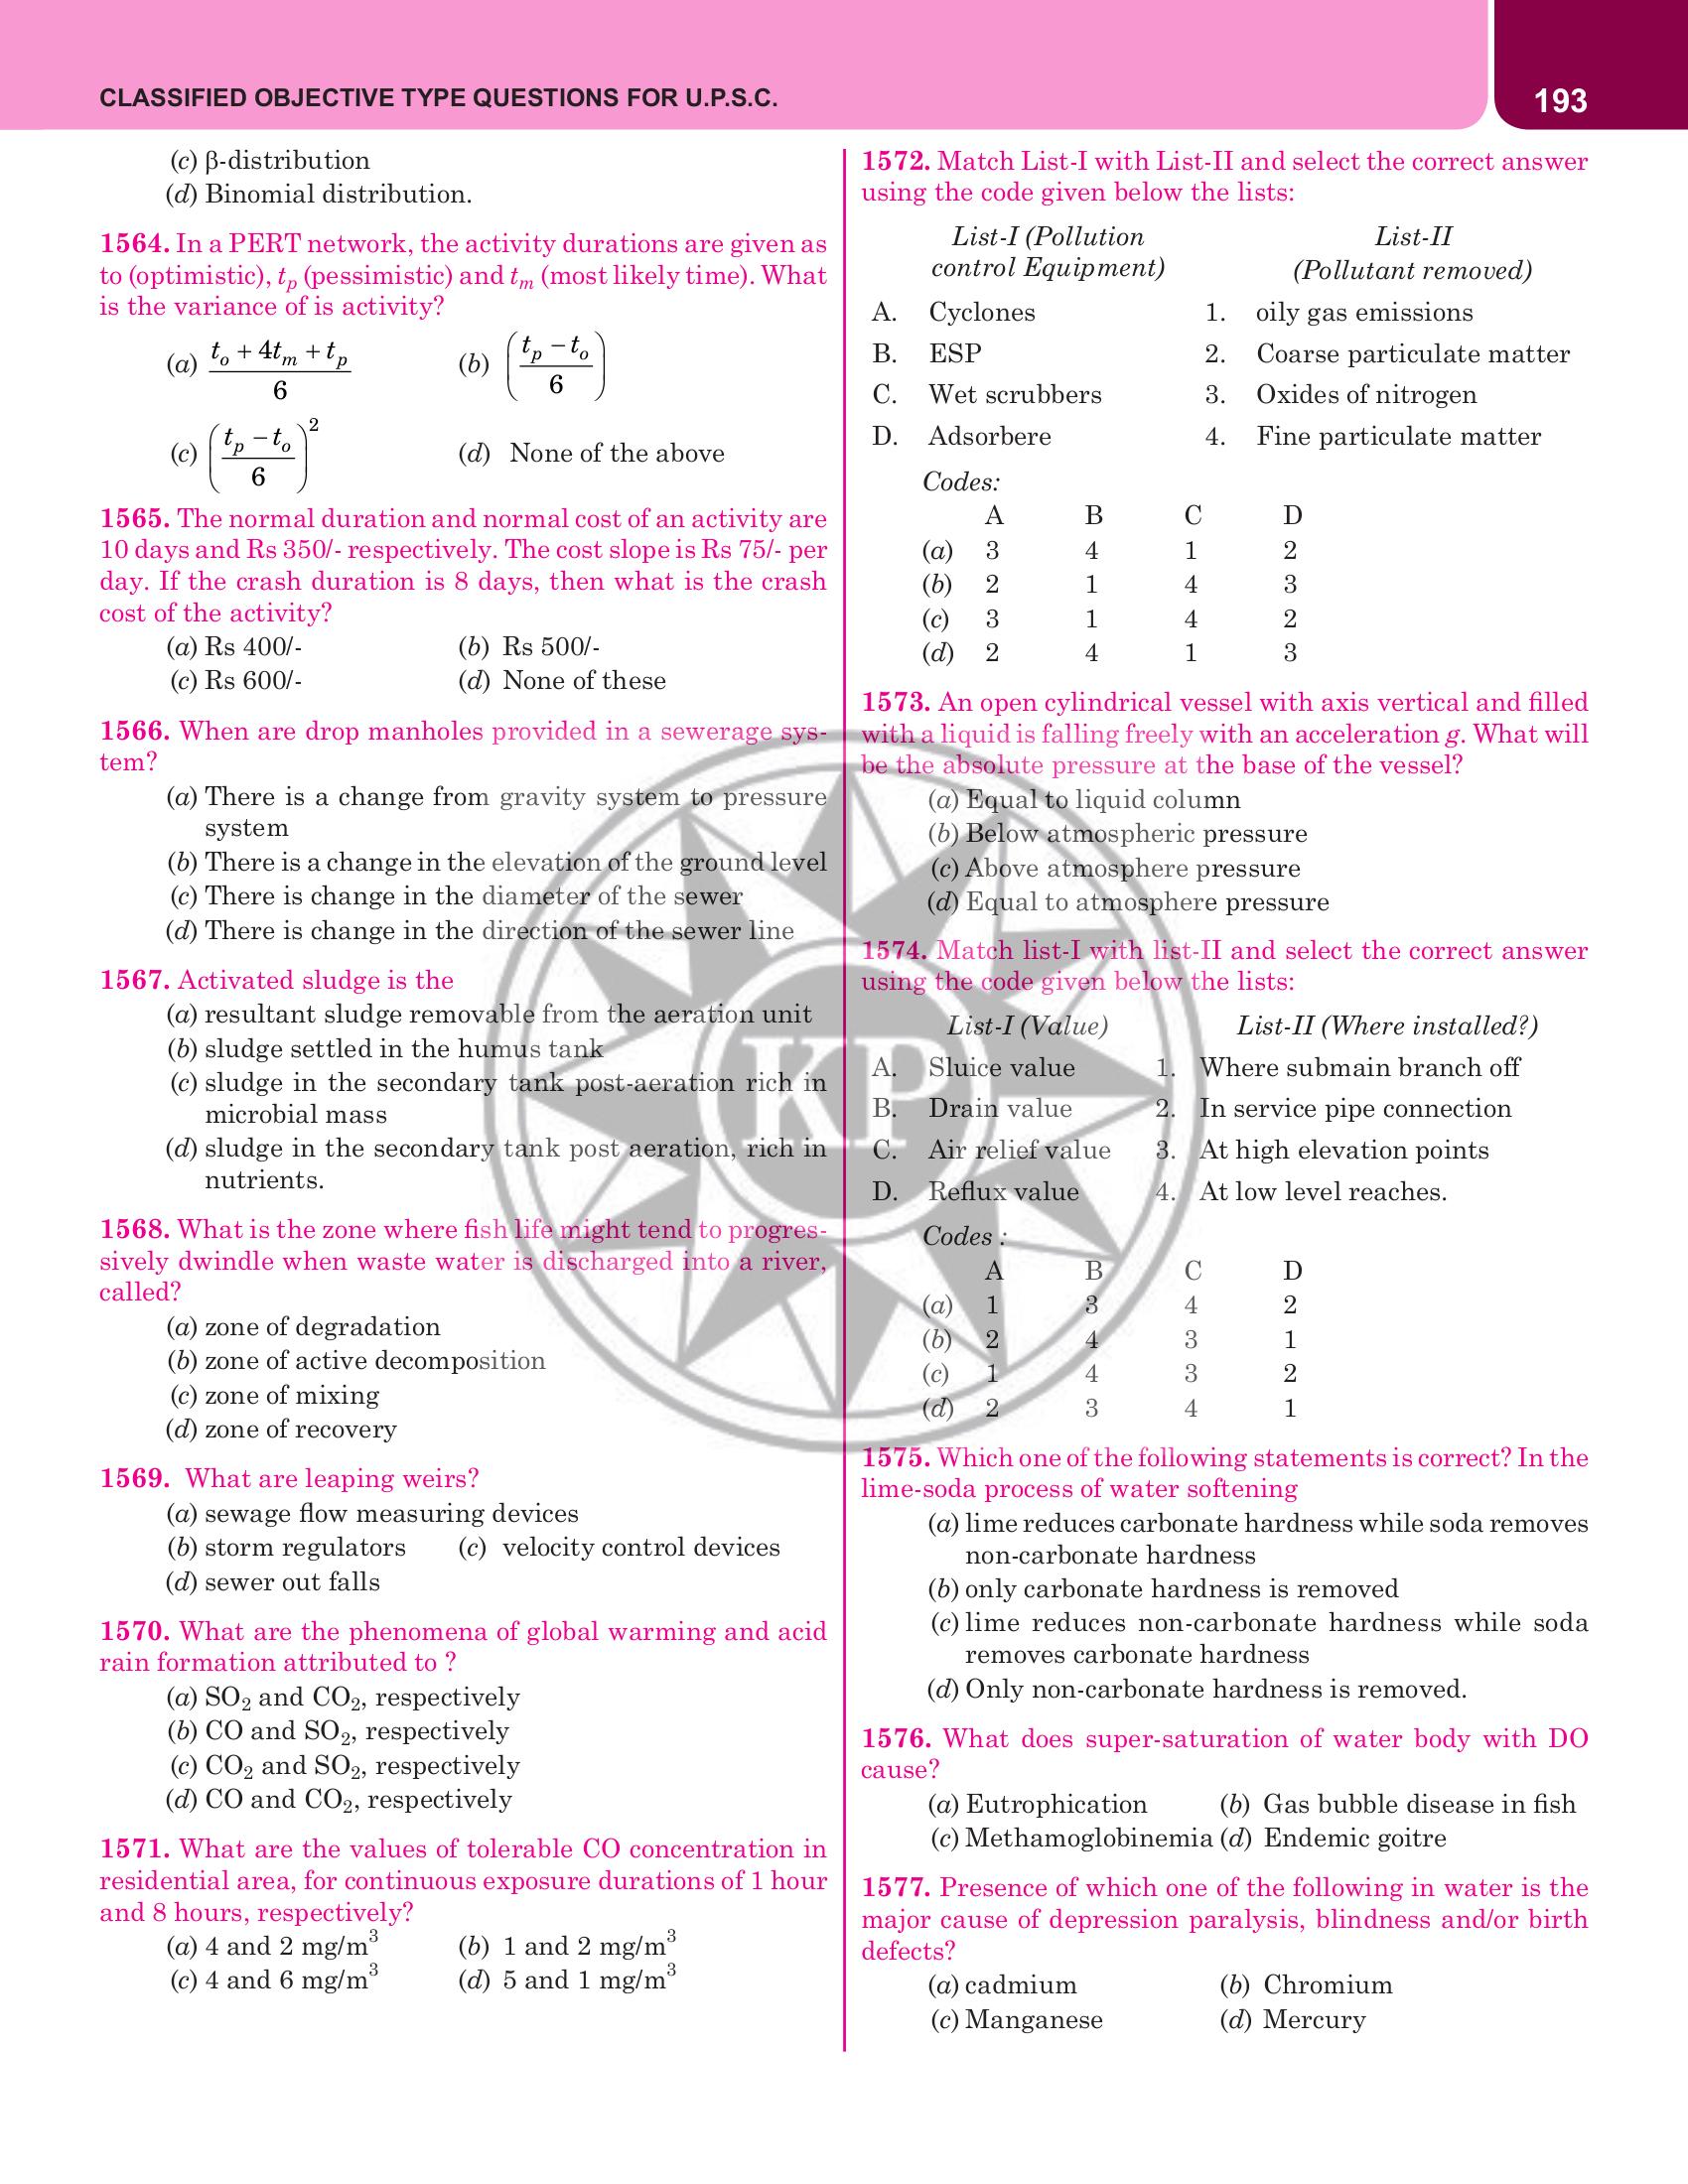 CLASSIFIED OBJECTIVE TYPE QUESTIONS FOR U.P.S.C.
193
(c) β-distribution
(d) Binomial distribution.
1564. In a PERT network, the activity durations are given as
to (optimistic), tp (pessimistic) and tm (most likely time). What
is the variance of is activity?
(a) (to + 4tm + tp)/6 (b) ((tp − to)/6)
(c) ((tp − to)/6)² (d) None of the above
1565. The normal duration and normal cost of an activity are
10 days and Rs 350/- respectively. The cost slope is Rs 75/- per
day. If the crash duration is 8 days, then what is the crash
cost of the activity?
(a) Rs 400/- (b) Rs 500/-
(c) Rs 600/- (d) None of these
1566. When are drop manholes provided in a sewerage sys-
tem?
(a) There is a change from gravity system to pressure
system
(b) There is a change in the elevation of the ground level
(c) There is change in the diameter of the sewer
(d) There is change in the direction of the sewer line
1567. Activated sludge is the
(a) resultant sludge removable from the aeration unit
(b) sludge settled in the humus tank
(c) sludge in the secondary tank post-aeration rich in
microbial mass
(d) sludge in the secondary tank post aeration, rich in
nutrients.
1568. What is the zone where fish life might tend to progres-
sively dwindle when waste water is discharged into a river,
called?
(a) zone of degradation
(b) zone of active decomposition
(c) zone of mixing
(d) zone of recovery
1569. What are leaping weirs?
(a) sewage flow measuring devices
(b) storm regulators (c) velocity control devices
(d) sewer out falls
1570. What are the phenomena of global warming and acid
rain formation attributed to ?
(a) SO₂ and CO₂, respectively
(b) CO and SO₂, respectively
(c) CO₂ and SO₂, respectively
(d) CO and CO₂, respectively
1571. What are the values of tolerable CO concentration in
residential area, for continuous exposure durations of 1 hour
and 8 hours, respectively?
(a) 4 and 2 mg/m³ (b) 1 and 2 mg/m³
(c) 4 and 6 mg/m³ (d) 5 and 1 mg/m³
1572. Match List-I with List-II and select the correct answer
using the code given below the lists:
List-I (Pollution List-II
control Equipment) (Pollutant removed)
A. Cyclones 1. oily gas emissions
B. ESP 2. Coarse particulate matter
C. Wet scrubbers 3. Oxides of nitrogen
D. Adsorbere 4. Fine particulate matter
Codes:
A B C D
(a) 3 4 1 2
(b) 2 1 4 3
(c) 3 1 4 2
(d) 2 4 1 3
1573. An open cylindrical vessel with axis vertical and filled
with a liquid is falling freely with an acceleration g. What will
be the absolute pressure at the base of the vessel?
(a) Equal to liquid column
(b) Below atmospheric pressure
(c) Above atmosphere pressure
(d) Equal to atmosphere pressure
1574. Match list-I with list-II and select the correct answer
using the code given below the lists:
List-I (Value) List-II (Where installed?)
A. Sluice value 1. Where submain branch off
B. Drain value 2. In service pipe connection
C. Air relief value 3. At high elevation points
D. Reflux value 4. At low level reaches.
Codes :
A B C D
(a) 1 3 4 2
(b) 2 4 3 1
(c) 1 4 3 2
(d) 2 3 4 1
1575. Which one of the following statements is correct? In the
lime-soda process of water softening
(a) lime reduces carbonate hardness while soda removes
non-carbonate hardness
(b) only carbonate hardness is removed
(c) lime reduces non-carbonate hardness while soda
removes carbonate hardness
(d) Only non-carbonate hardness is removed.
1576. What does super-saturation of water body with DO
cause?
(a) Eutrophication (b) Gas bubble disease in fish
(c) Methamoglobinemia (d) Endemic goitre
1577. Presence of which one of the following in water is the
major cause of depression paralysis, blindness and/or birth
defects?
(a) cadmium (b) Chromium
(c) Manganese (d) Mercury
KP